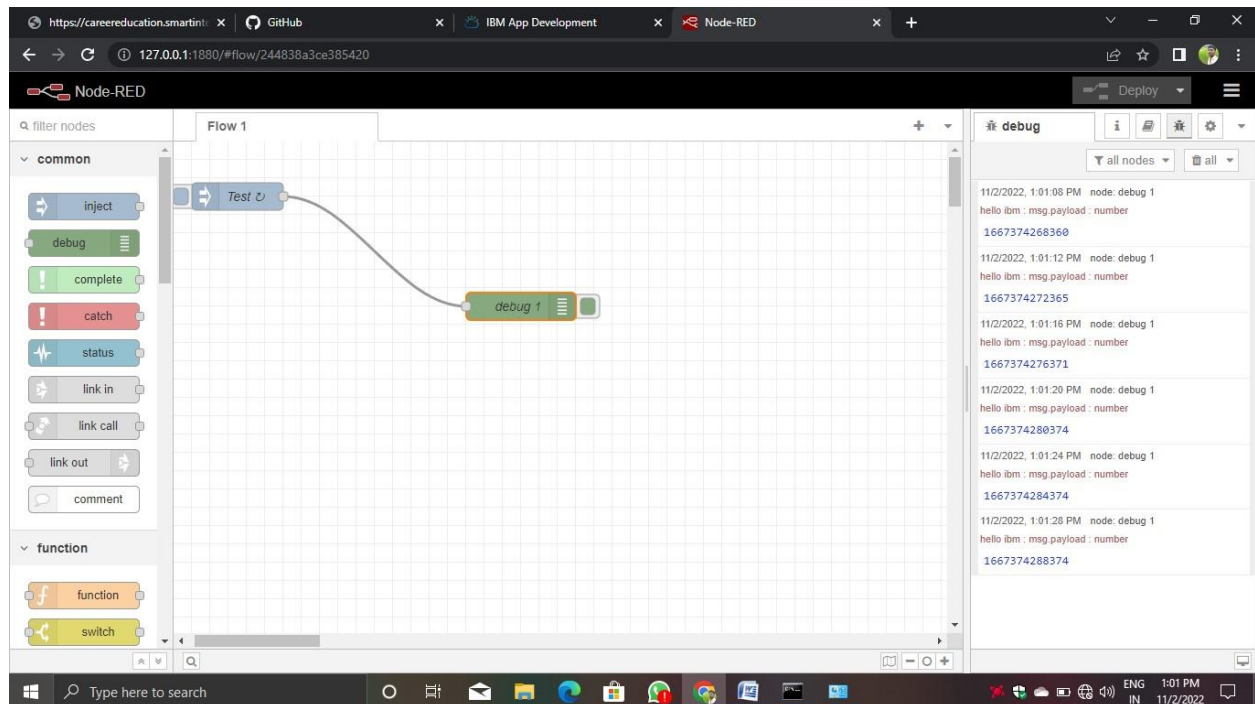 https://careereducation.smartinte
GitHub
IBM App Development
Node-RED
127.0.0.1:1880/#flow/244838a3ce385420
Node-RED
Deploy
filter nodes
Flow 1
debug
i
common
all nodes
all
inject
debug
complete
catch
status
link in
link call
link out
comment
function
f function
switch
Test ↻
debug 1
11/2/2022, 1:01:08 PM node: debug 1
hello ibm : msg.payload : number
1667374268360
11/2/2022, 1:01:12 PM node: debug 1
hello ibm : msg.payload : number
1667374272365
11/2/2022, 1:01:16 PM node: debug 1
hello ibm : msg.payload : number
1667374276371
11/2/2022, 1:01:20 PM node: debug 1
hello ibm : msg.payload : number
1667374280374
11/2/2022, 1:01:24 PM node: debug 1
hello ibm : msg.payload : number
1667374284374
11/2/2022, 1:01:28 PM node: debug 1
hello ibm : msg.payload : number
1667374288374
Type here to search
ENG
IN
1:01 PM
11/2/2022